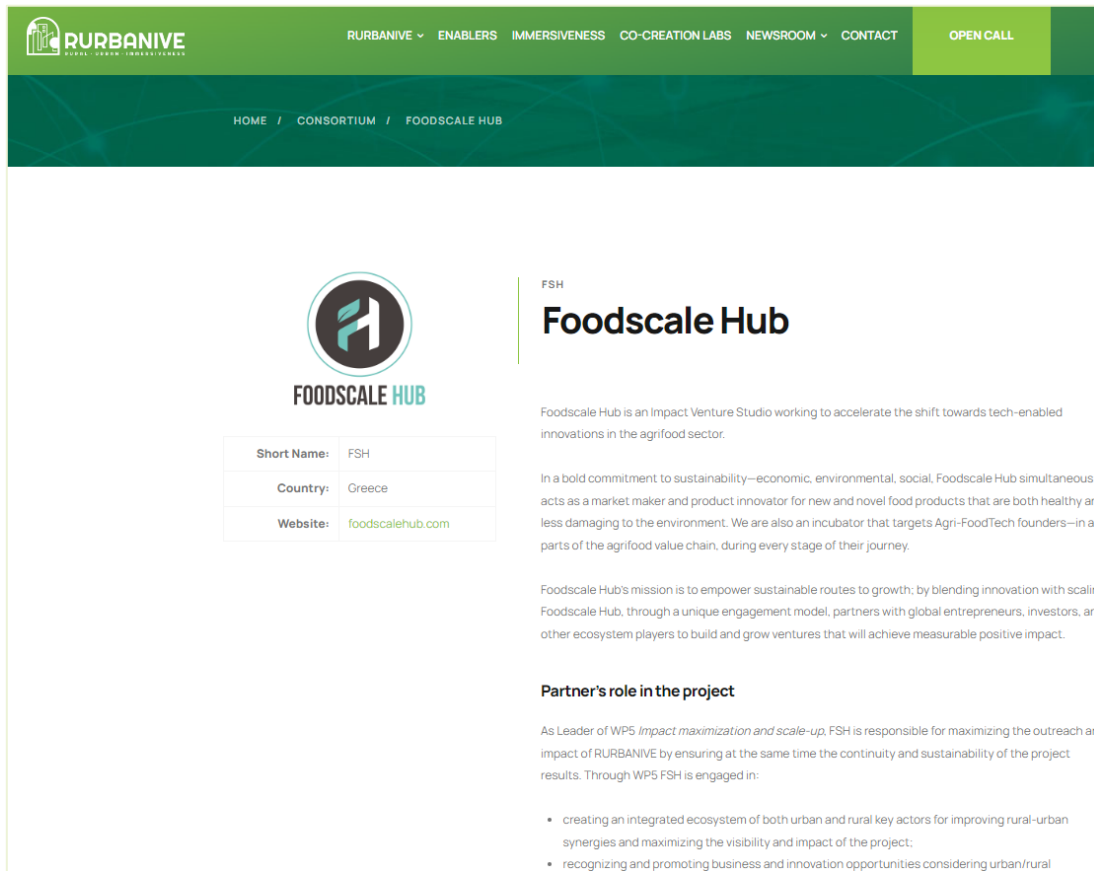 RURBANIVE
RURAL - URBAN - IMMERSIVENESS
RURBANIVE ENABLERS IMMERSIVENESS CO-CREATION LABS NEWSROOM CONTACT OPEN CALL
HOME / CONSORTIUM / FOODSCALE HUB
FH
FOODSCALE HUB
Short Name: FSH
Country: Greece
Website: foodscalehub.com
FSH
Foodscale Hub
Foodscale Hub is an Impact Venture Studio working to accelerate the shift towards tech-enabled
innovations in the agrifood sector.
In a bold commitment to sustainability—economic, environmental, social, Foodscale Hub simultaneous
acts as a market maker and product innovator for new and novel food products that are both healthy
less damaging to the environment. We are also an incubator that targets Agri-FoodTech founders—in
parts of the agrifood value chain, during every stage of their journey.
Foodscale Hub's mission is to empower sustainable routes to growth; by blending innovation with
Foodscale Hub, through a unique engagement model, partners with global entrepreneurs, investors,
other ecosystem players to build and grow ventures that will achieve measurable positive impact.
Partner's role in the project
As Leader of WP5 Impact maximization and scale-up, FSH is responsible for maximizing the outreach
impact of RURBANIVE by ensuring at the same time the continuity and sustainability of the project
results. Through WP5 FSH is engaged in:
• creating an integrated ecosystem of both urban and rural key actors for improving rural-urban
synergies and maximizing the visibility and impact of the project;
• recognizing and promoting business and innovation opportunities considering urban/rural